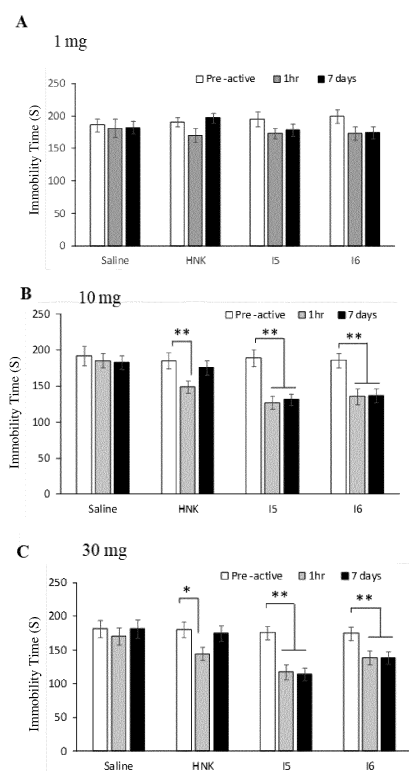 A
1 mg
Pre -active 1hr 7 days
Immobility Time (S)
200
150
100
50
0
Saline HNK I5 I6
B
10 mg
Pre -active 1hr 7 days
Immobility Time (S)
250
200
150
100
50
0
** ** **
Saline HNK I5 I6
C
30 mg
Pre -active 1hr 7 days
Immobility Time (S)
250
200
150
100
50
0
* ** **
Saline HNK I5 I6